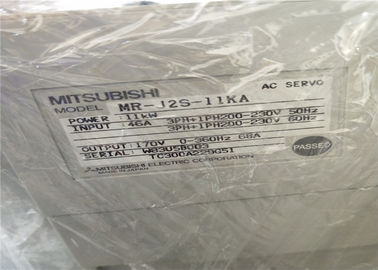 MITSUBISHI AC SERVO
MODEL MR-J2S-11KA
POWER : 11kW
INPUT : 46A 3PH+1PH200-230V 50Hz
3PH+1PH200-230V 60Hz
OUTPUT: 170V 0-360Hz 68A
SERIAL:
TC300A229G51
PASSED
MITSUBISHI ELECTRIC CORPORATION
MADE IN JAPAN